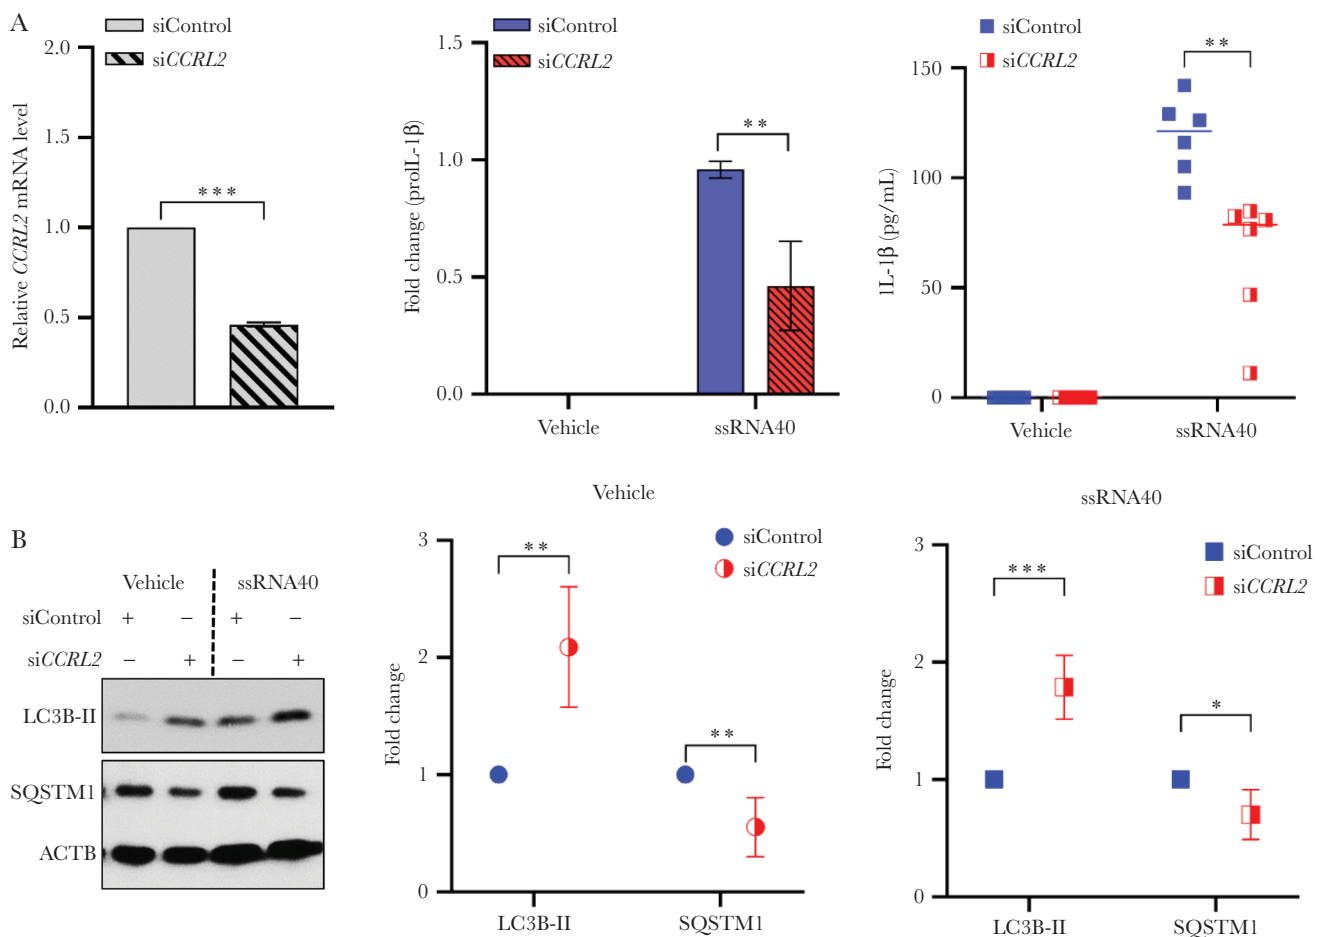 A
siControl
siCCRL2
Relative CCRL2 mRNA level
2.0
1.5
1.0
0.5
0.0
***
siControl
siCCRL2
Fold change (proIL-1β)
1.5
1.0
0.5
0.0
**
Vehicle
ssRNA40
siControl
siCCRL2
1L-1β (pg/mL)
150
100
50
0
**
Vehicle
ssRNA40
B
Vehicle
ssRNA40
siControl + − + −
siCCRL2 − + − +
LC3B-II
SQSTM1
ACTB
Vehicle
siControl
siCCRL2
Fold change
3
2
1
0
**
**
LC3B-II
SQSTM1
ssRNA40
siControl
siCCRL2
Fold change
3
2
1
0
***
*
LC3B-II
SQSTM1